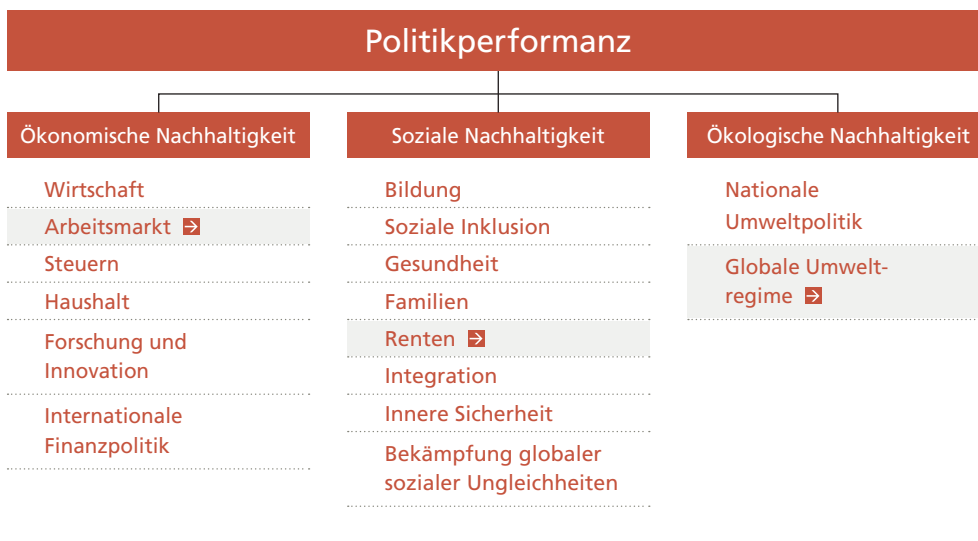 Politikperformanz
Ökonomische Nachhaltigkeit
Wirtschaft
Arbeitsmarkt
Steuern
Haushalt
Forschung und
Innovation
Internationale
Finanzpolitik
Soziale Nachhaltigkeit
Bildung
Soziale Inklusion
Gesundheit
Familien
Renten
Integration
Innere Sicherheit
Bekämpfung globaler
sozialer Ungleichheiten
Ökologische Nachhaltigkeit
Nationale
Umweltpolitik
Globale Umwelt-
regime